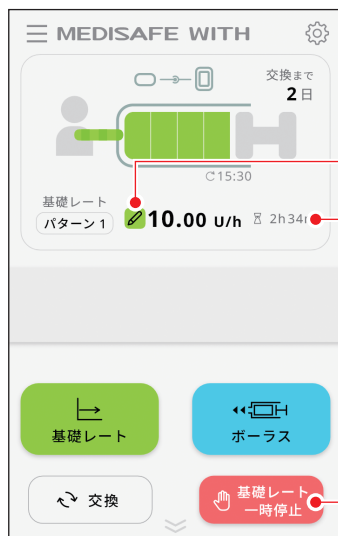 MEDISAFE WITH
交換まで
2日
15:30
基礎レート
パターン 1
10.00 U/h
2h34
基礎レート
ボーラス
交換
基礎レート
一時停止